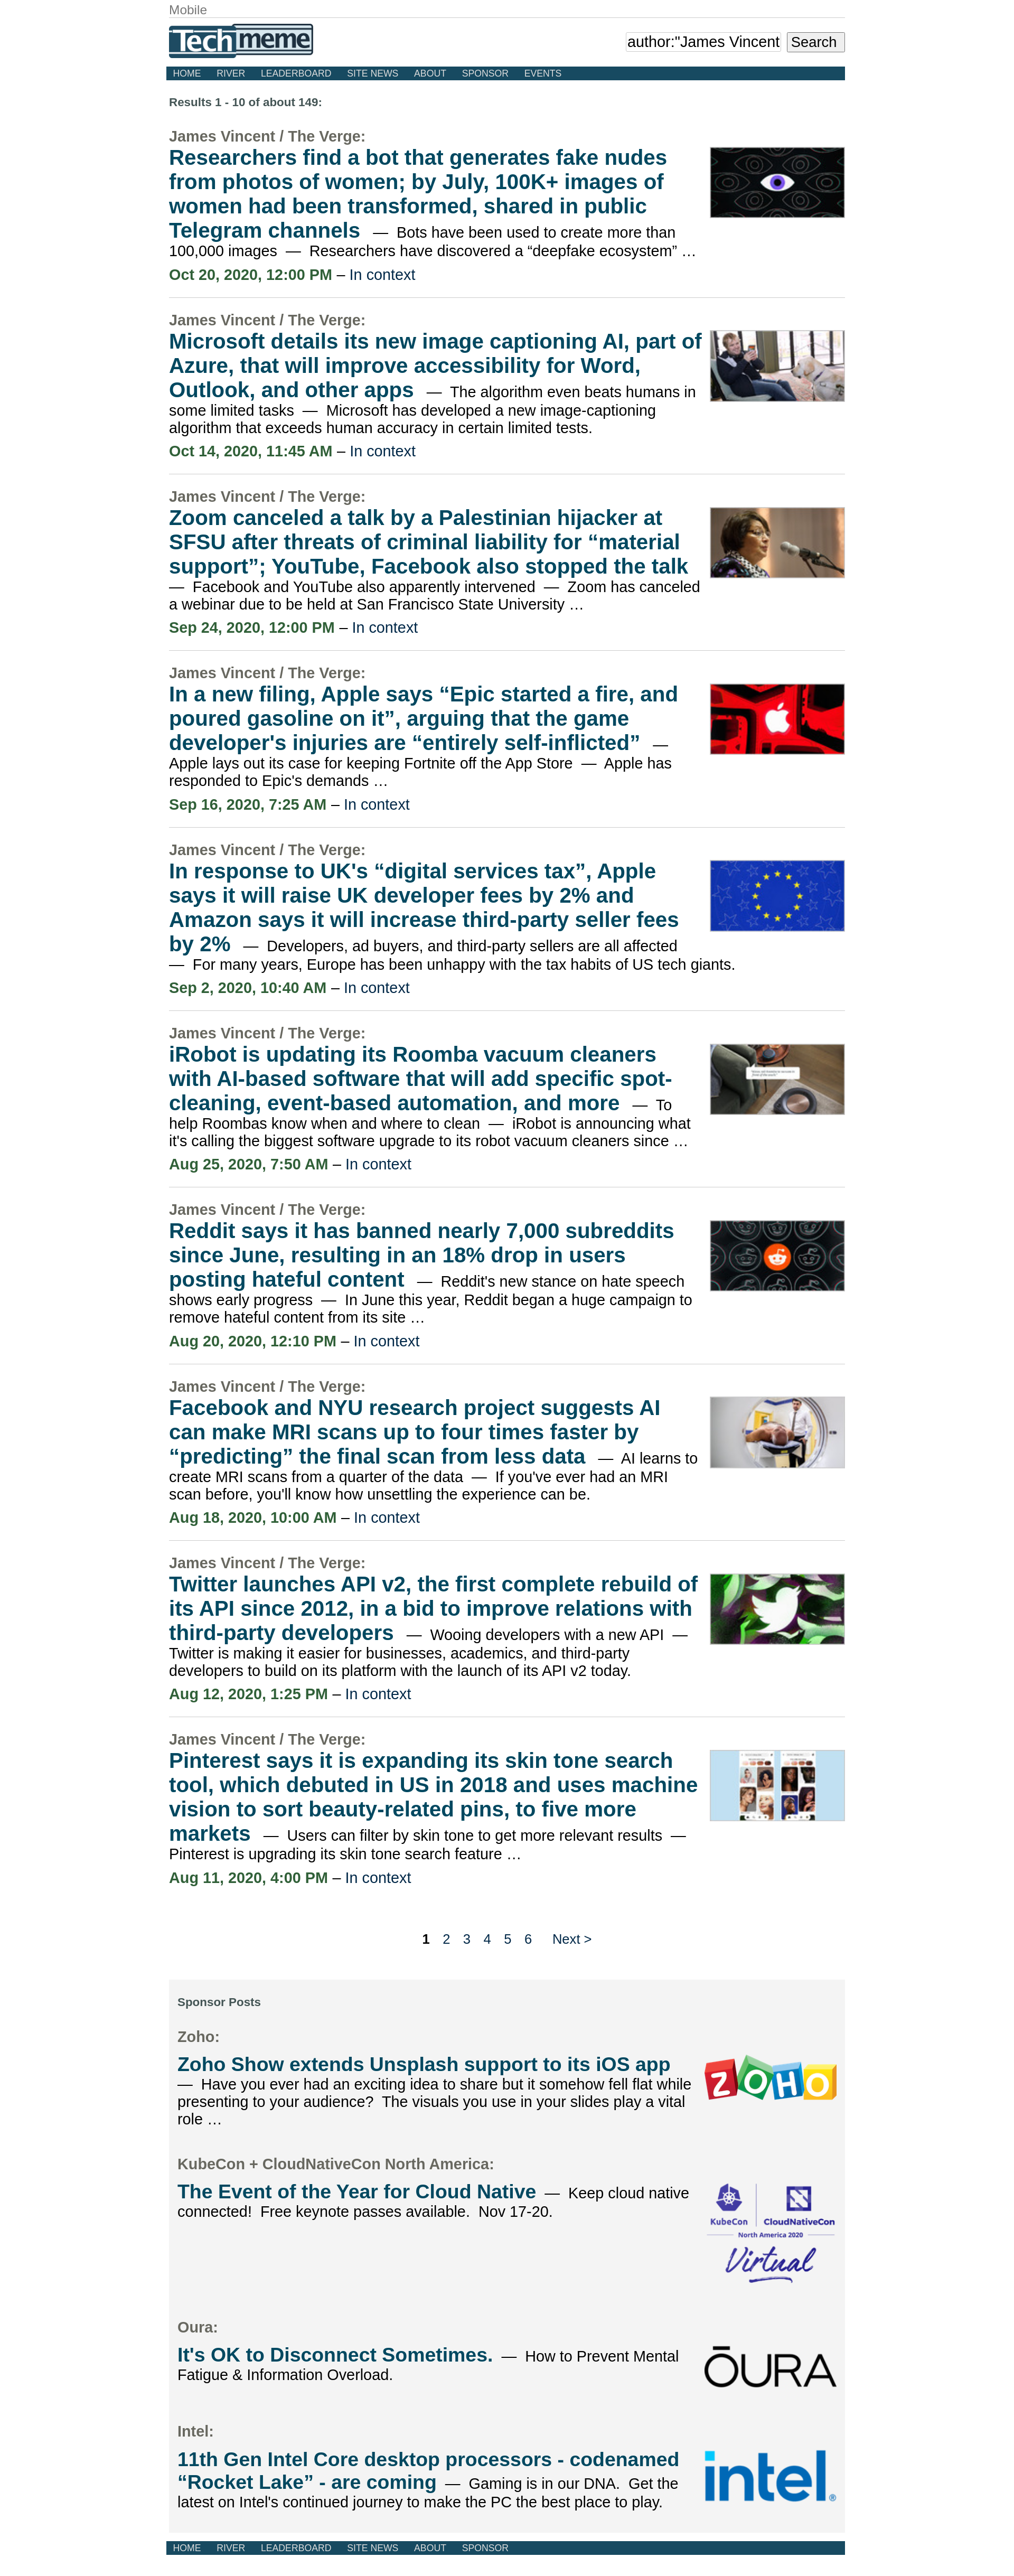 Mobile
Techmeme
author:"James Vincent
Search
HOME RIVER LEADERBOARD SITE NEWS ABOUT SPONSOR EVENTS
Results 1 - 10 of about 149:
James Vincent / The Verge:
Researchers find a bot that generates fake nudes
from photos of women; by July, 100K+ images of
women had been transformed, shared in public
Telegram channels — Bots have been used to create more than
100,000 images — Researchers have discovered a “deepfake ecosystem” …
Oct 20, 2020, 12:00 PM – In context
James Vincent / The Verge:
Microsoft details its new image captioning AI, part of
Azure, that will improve accessibility for Word,
Outlook, and other apps — The algorithm even beats humans in
some limited tasks — Microsoft has developed a new image-captioning
algorithm that exceeds human accuracy in certain limited tests.
Oct 14, 2020, 11:45 AM – In context
James Vincent / The Verge:
Zoom canceled a talk by a Palestinian hijacker at
SFSU after threats of criminal liability for “material
support”; YouTube, Facebook also stopped the talk
— Facebook and YouTube also apparently intervened — Zoom has canceled
a webinar due to be held at San Francisco State University …
Sep 24, 2020, 12:00 PM – In context
James Vincent / The Verge:
In a new filing, Apple says “Epic started a fire, and
poured gasoline on it”, arguing that the game
developer's injuries are “entirely self-inflicted” —
Apple lays out its case for keeping Fortnite off the App Store — Apple has
responded to Epic's demands …
Sep 16, 2020, 7:25 AM – In context
James Vincent / The Verge:
In response to UK's “digital services tax”, Apple
says it will raise UK developer fees by 2% and
Amazon says it will increase third-party seller fees
by 2% — Developers, ad buyers, and third-party sellers are all affected
— For many years, Europe has been unhappy with the tax habits of US tech giants.
Sep 2, 2020, 10:40 AM – In context
James Vincent / The Verge:
iRobot is updating its Roomba vacuum cleaners
with AI-based software that will add specific spot-
cleaning, event-based automation, and more — To
help Roombas know when and where to clean — iRobot is announcing what
it's calling the biggest software upgrade to its robot vacuum cleaners since …
Aug 25, 2020, 7:50 AM – In context
James Vincent / The Verge:
Reddit says it has banned nearly 7,000 subreddits
since June, resulting in an 18% drop in users
posting hateful content — Reddit's new stance on hate speech
shows early progress — In June this year, Reddit began a huge campaign to
remove hateful content from its site …
Aug 20, 2020, 12:10 PM – In context
James Vincent / The Verge:
Facebook and NYU research project suggests AI
can make MRI scans up to four times faster by
“predicting” the final scan from less data — AI learns to
create MRI scans from a quarter of the data — If you've ever had an MRI
scan before, you'll know how unsettling the experience can be.
Aug 18, 2020, 10:00 AM – In context
James Vincent / The Verge:
Twitter launches API v2, the first complete rebuild of
its API since 2012, in a bid to improve relations with
third-party developers — Wooing developers with a new API —
Twitter is making it easier for businesses, academics, and third-party
developers to build on its platform with the launch of its API v2 today.
Aug 12, 2020, 1:25 PM – In context
James Vincent / The Verge:
Pinterest says it is expanding its skin tone search
tool, which debuted in US in 2018 and uses machine
vision to sort beauty-related pins, to five more
markets — Users can filter by skin tone to get more relevant results —
Pinterest is upgrading its skin tone search feature …
Aug 11, 2020, 4:00 PM – In context
1 2 3 4 5 6 Next >
Sponsor Posts
Zoho:
Zoho Show extends Unsplash support to its iOS app
— Have you ever had an exciting idea to share but it somehow fell flat while
presenting to your audience? The visuals you use in your slides play a vital
role …
ZOHO
KubeCon + CloudNativeCon North America:
The Event of the Year for Cloud Native — Keep cloud native
connected! Free keynote passes available. Nov 17-20.
KubeCon CloudNativeCon
North America 2020
Virtual
Oura:
It's OK to Disconnect Sometimes. — How to Prevent Mental
Fatigue & Information Overload.
ŌURA
Intel:
11th Gen Intel Core desktop processors - codenamed
“Rocket Lake” - are coming — Gaming is in our DNA. Get the
latest on Intel's continued journey to make the PC the best place to play.
intel®
HOME RIVER LEADERBOARD SITE NEWS ABOUT SPONSOR